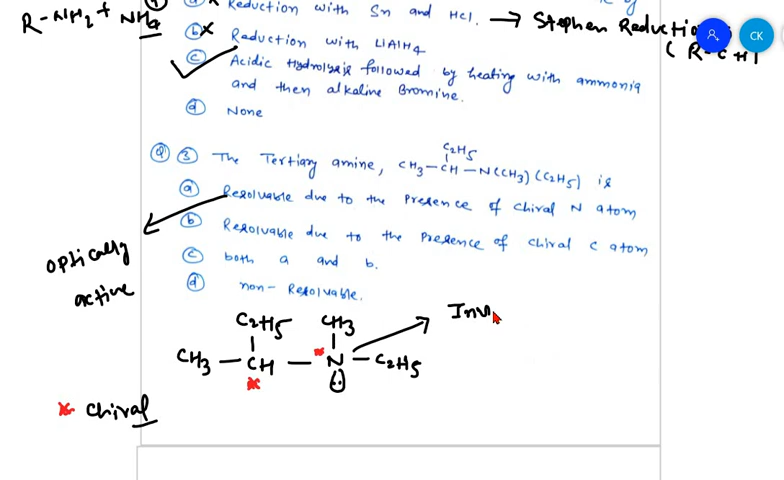 R-NH2 + NH4
Reduction with Sn and HCl. → Stephen Reduction
(b) Reduction with LiAlH4
(R-CH
CK
(c) Acidic Hydrolysis followed by heating with ammonia
and then alkaline Bromine.
(d) None
Q (3) The Tertiary amine, CH3-CH-N(CH3)(C2H5) is
C2H5
(a) Resolvable due to the presence of chiral N atom
(b) Resolvable due to the presence of chiral C atom
(c) both a and b.
(d) non-Resolvable.
optically
active
C2H5 CH3
CH3-CH-N-C2H5
Inv
* chiral